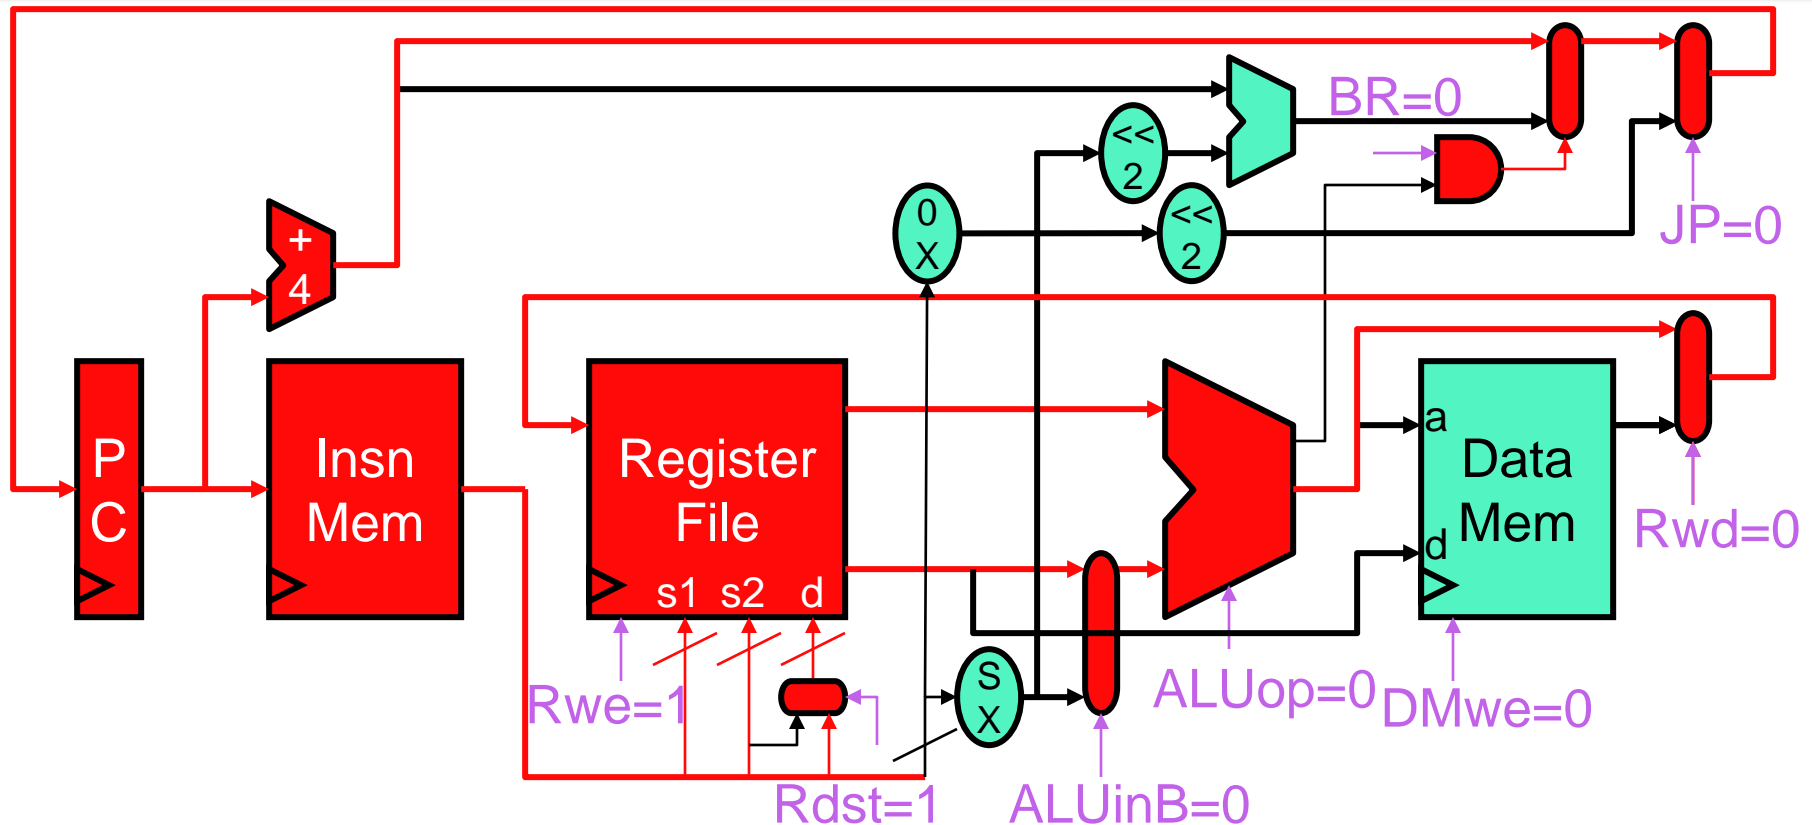 BR=0
<<
2
JP=0
0
X
<<
2
+
4
P
C
Insn
Mem
Register
File
s1 s2 d
a
Data
Mem
d
Rwd=0
Rwe=1
S
X
ALUop=0
DMwe=0
Rdst=1
ALUinB=0